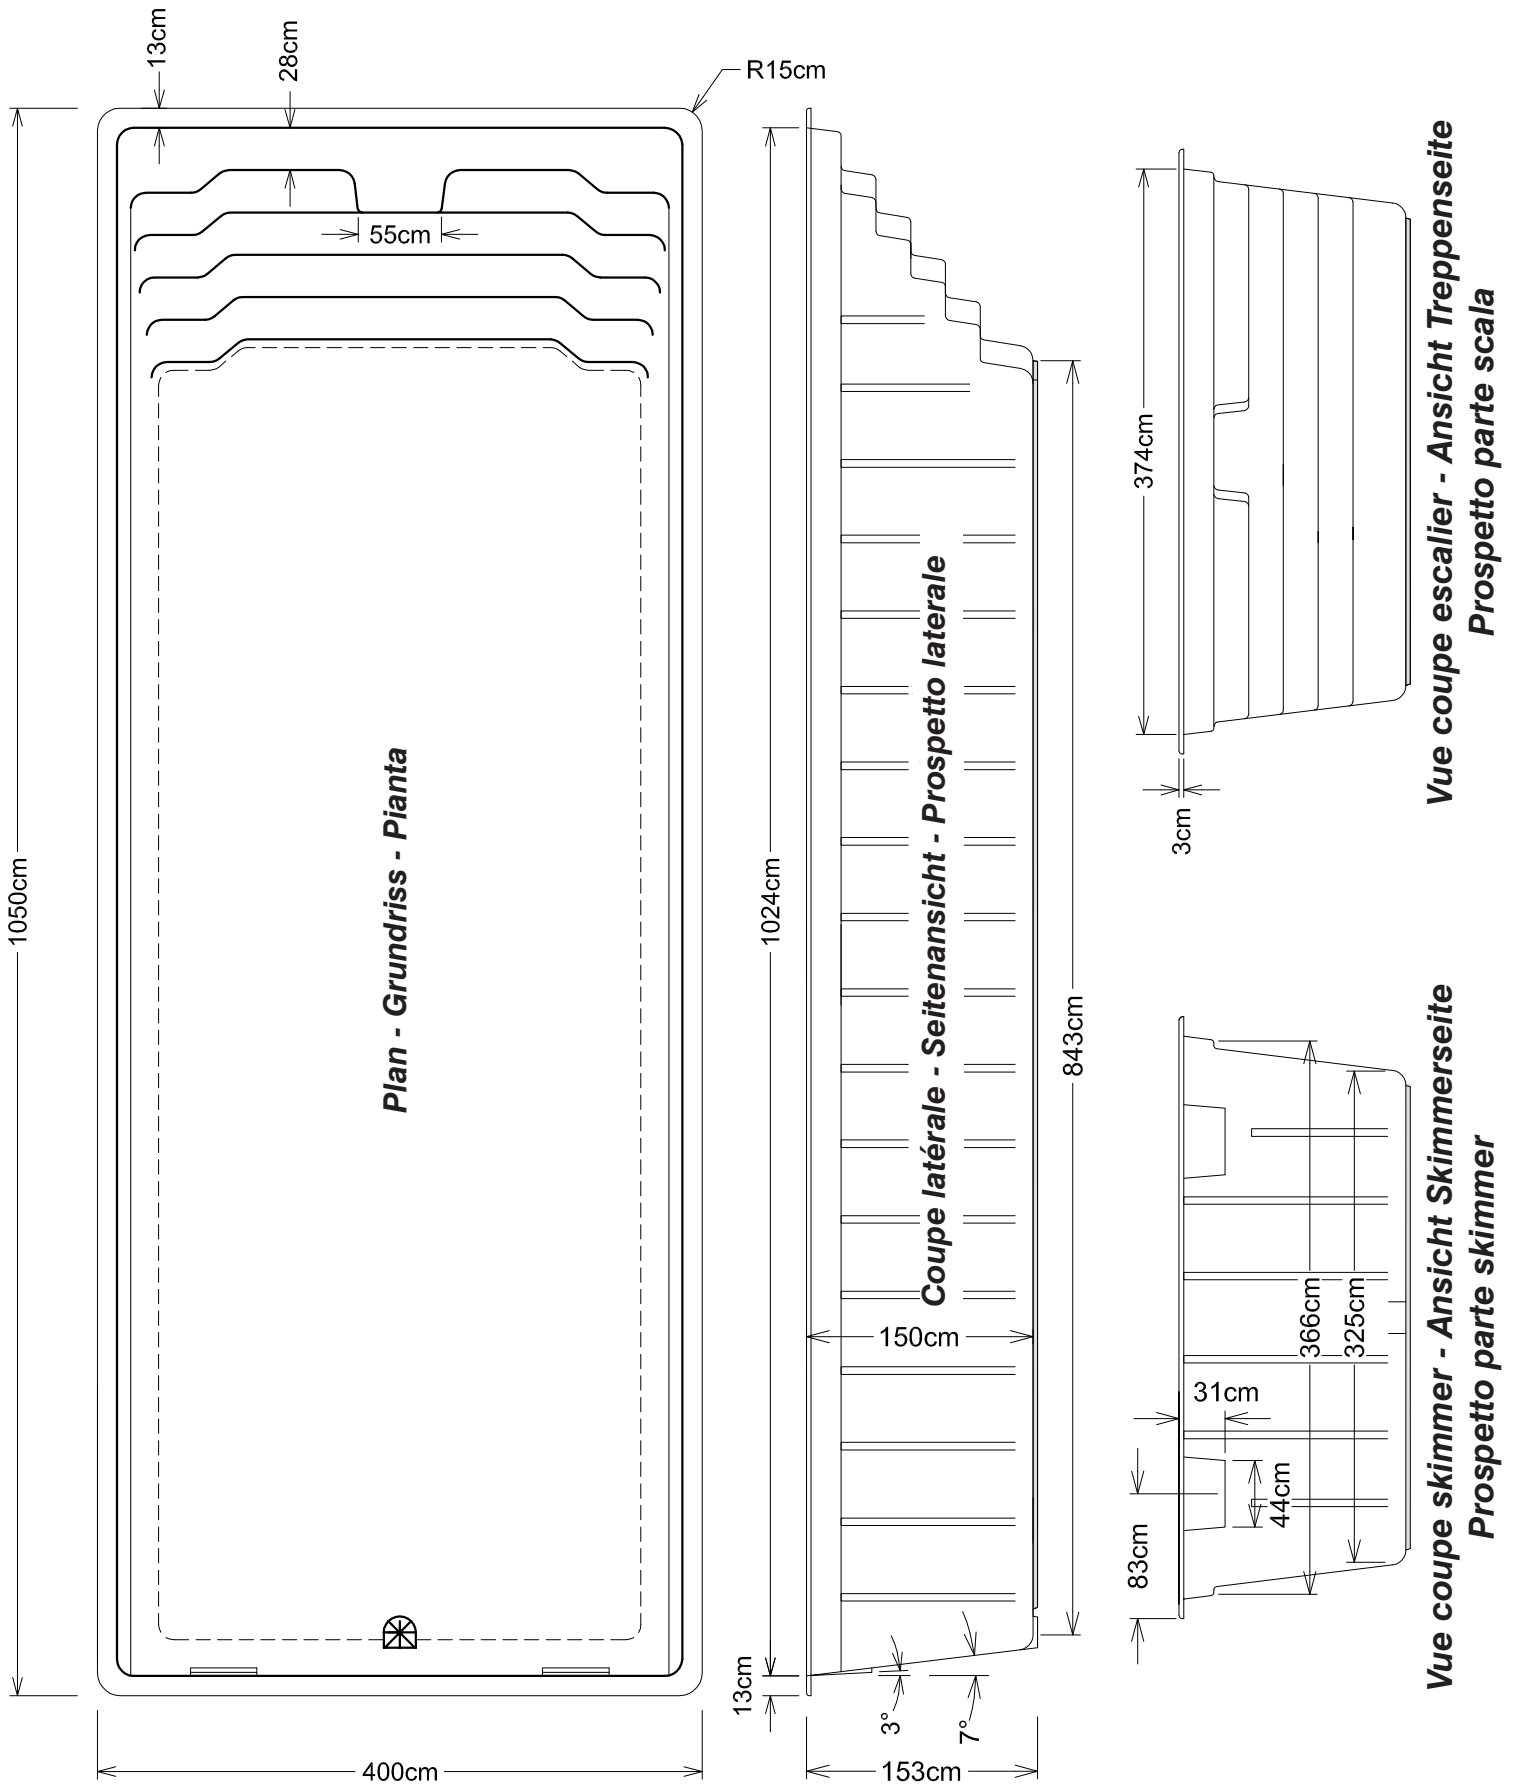 13cm
28cm
R15cm
55cm
1050cm
Plan - Grundriss - Pianta
400cm
1024cm
13cm
Coupe latérale - Seitenansicht - Prospetto laterale
150cm
843cm
3°
7°
153cm
374cm
3cm
Vue coupe escalier - Ansicht Treppenseite
Prospetto parte scala
366cm
325cm
31cm
44cm
83cm
Vue coupe skimmer - Ansicht Skimmerseite
Prospetto parte skimmer